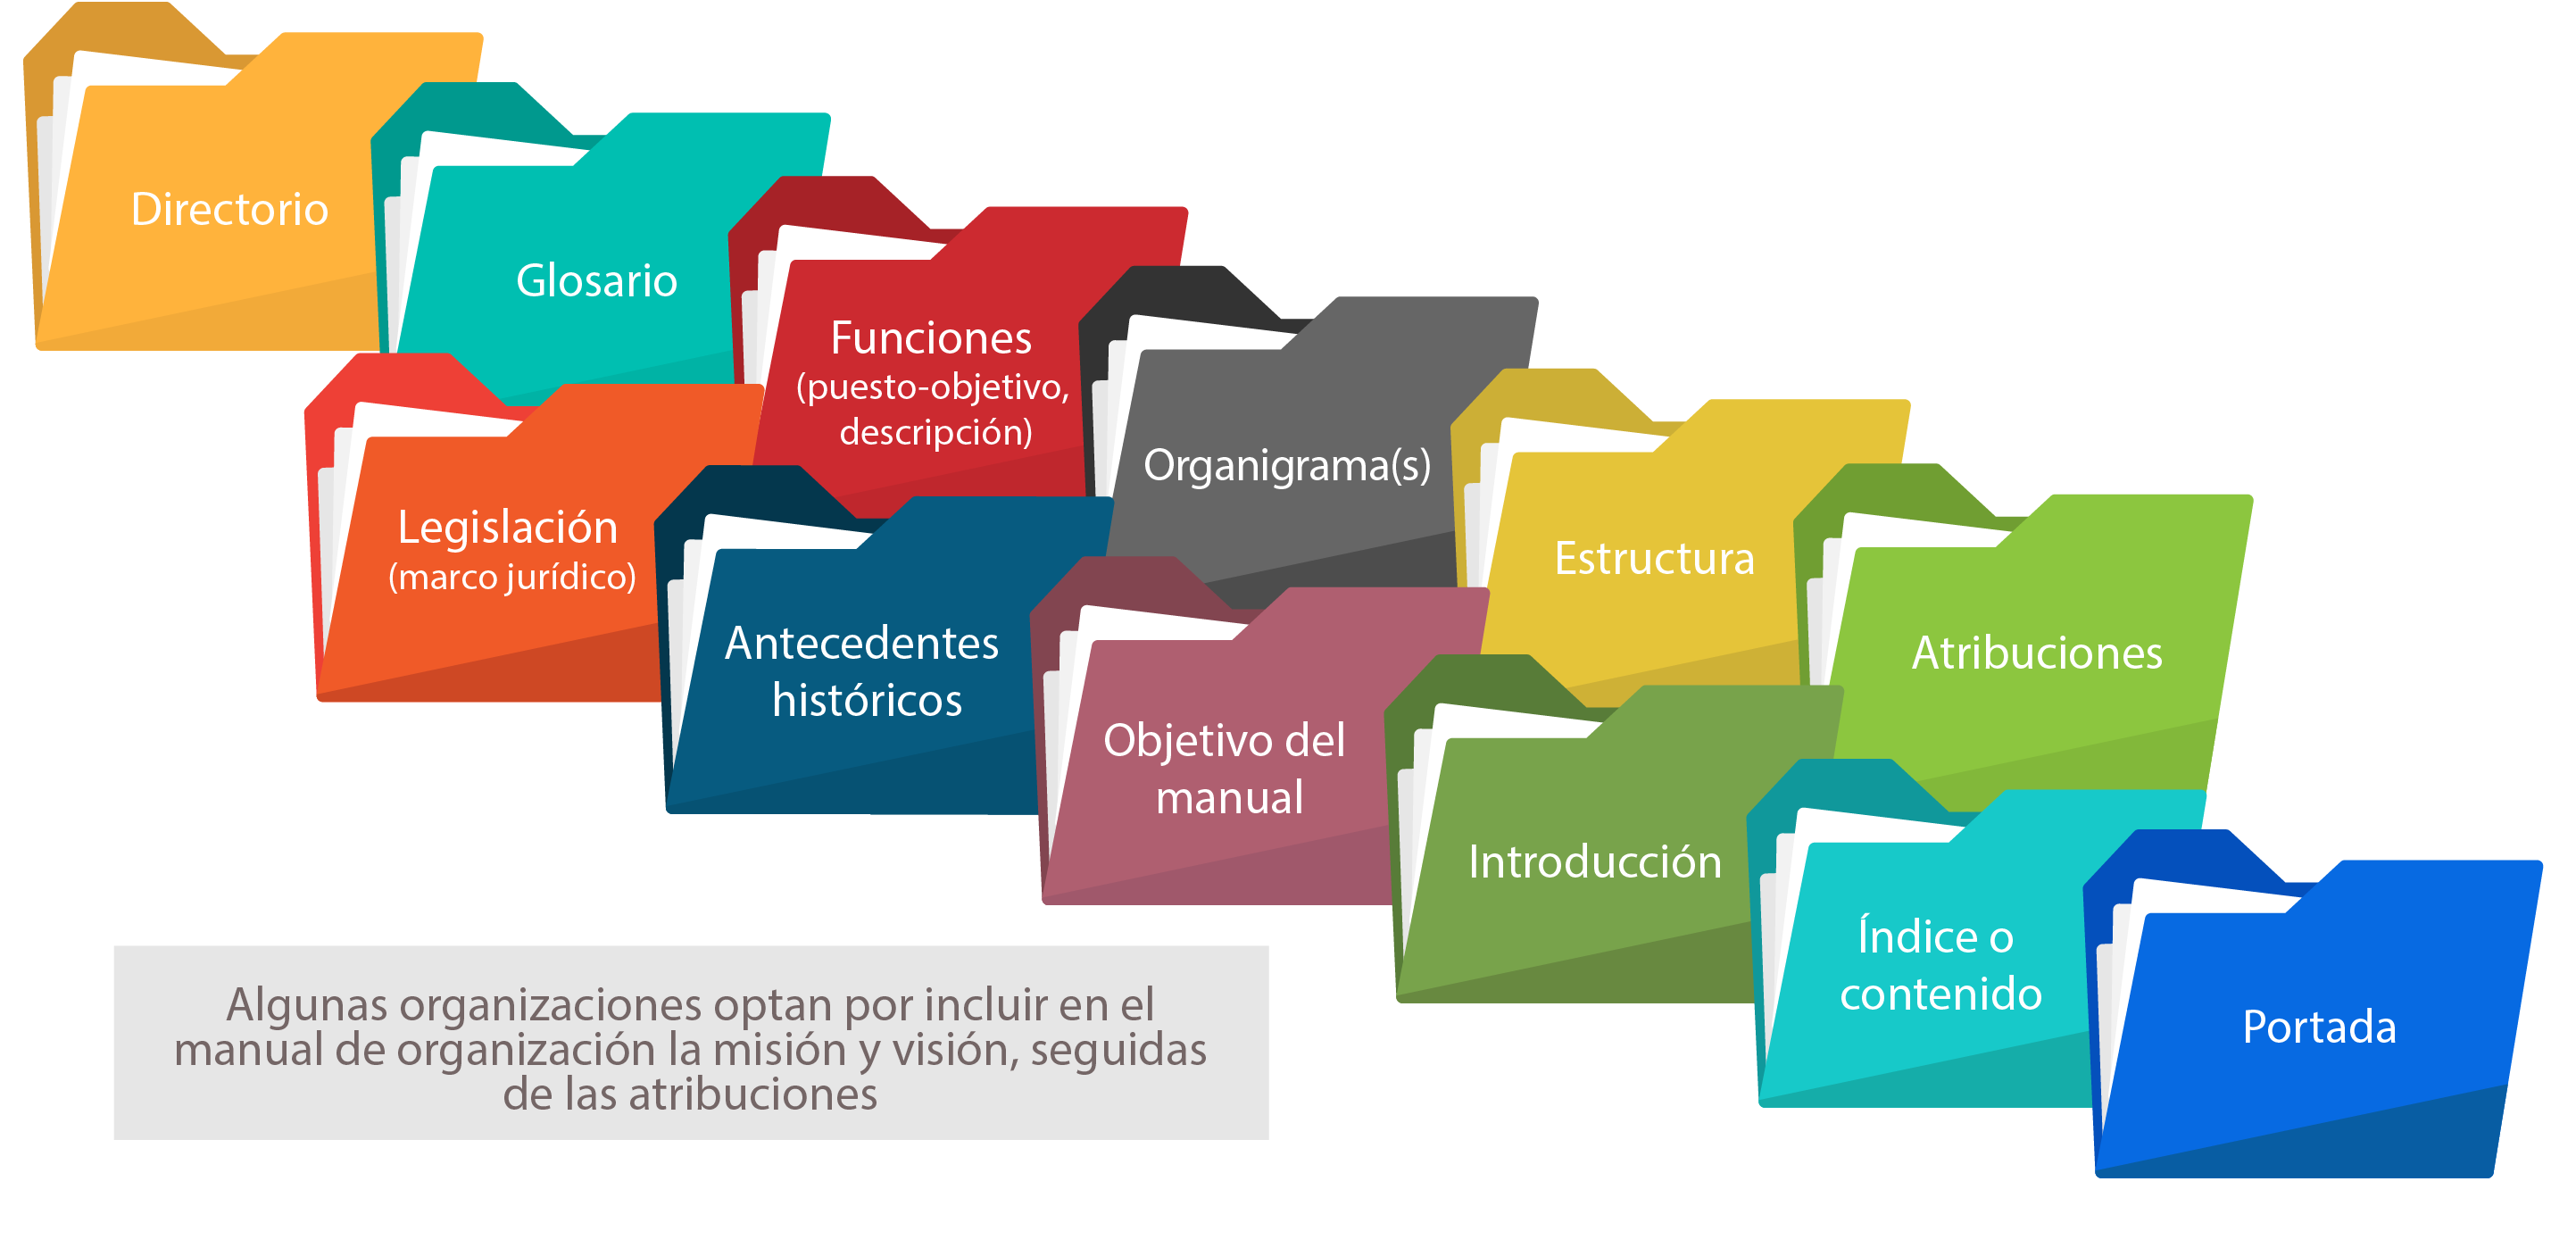 Directorio
Glosario
Funciones
(puesto-objetivo,
descripción)
Organigrama(s)
Estructura
Atribuciones
Legislación
(marco jurídico)
Antecedentes
históricos
Objetivo del
manual
Introducción
Índice o
contenido
Portada
Algunas organizaciones optan por incluir en el
manual de organización la misión y visión, seguidas
de las atribuciones